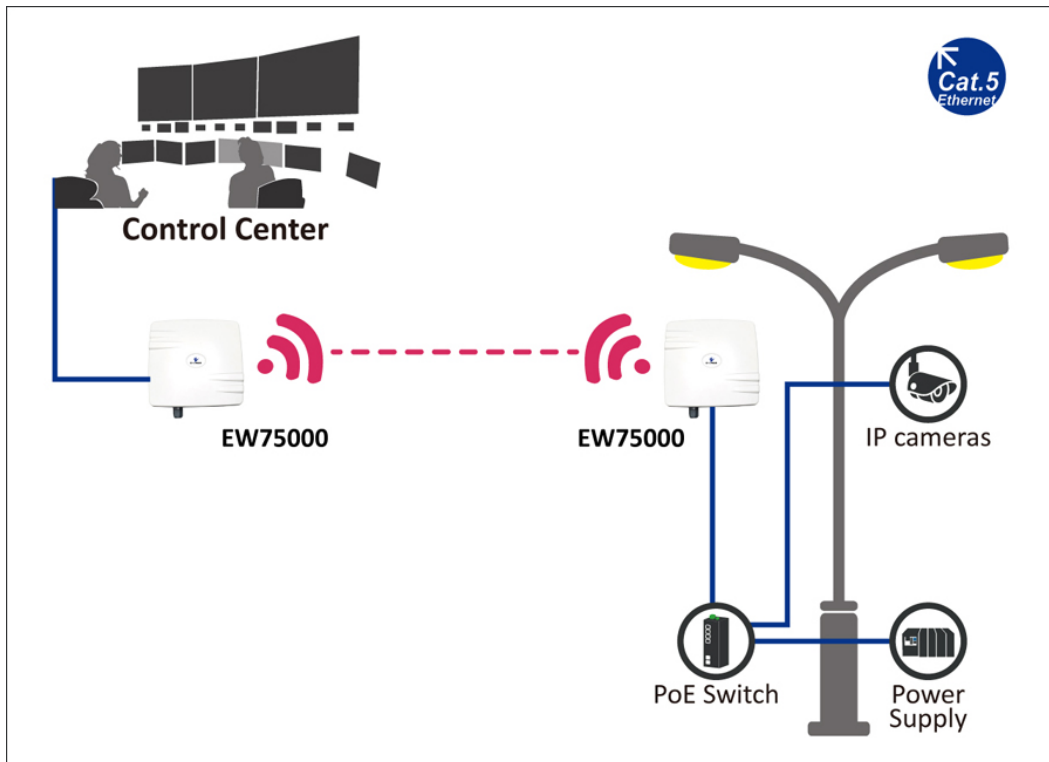 Cat.5
Ethernet
Control Center
EW75000
EW75000
IP cameras
PoE Switch
Power
Supply